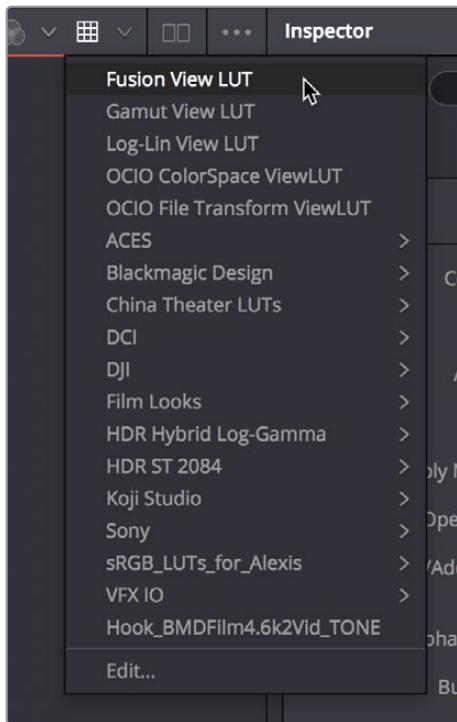 Inspector
Fusion View LUT
Gamut View LUT
Log-Lin View LUT
OCIO ColorSpace ViewLUT
OCIO File Transform ViewLUT
ACES
Blackmagic Design
China Theater LUTs
DCI
DJI
Film Looks
HDR Hybrid Log-Gamma
HDR ST 2084
Koji Studio
Sony
sRGB_LUTs_for_Alexis
VFX IO
Hook_BMDFilm4.6k2Vid_TONE
Edit...